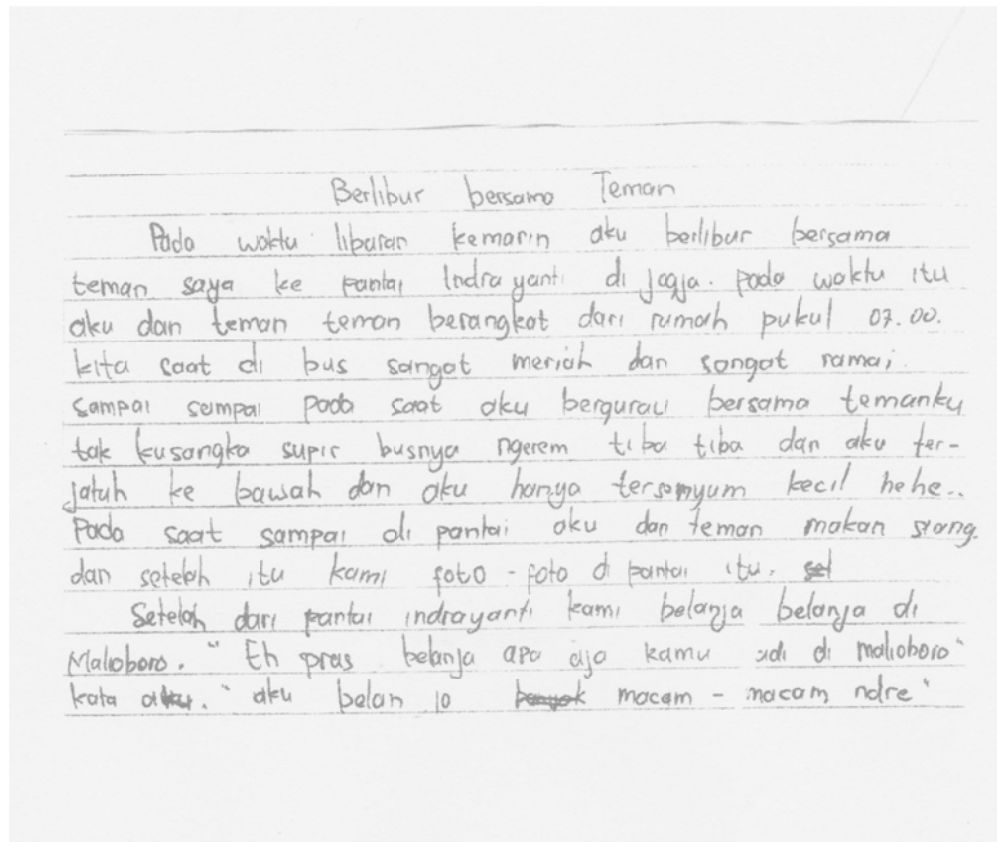 Berlibur bersama Teman
Pada waktu liburan kemarin aku berlibur bersama
teman saya ke pantai Indrayanti di Jogja. pada waktu itu
aku dan teman teman berangkat dari rumah pukul 07.00.
kita saat di bus sangat meriah dan sangat ramai
sampai sampai pada saat aku bergurau bersama temanku
tak kusangka supir busnya ngerem tiba tiba dan aku ter-
jatuh ke bawah dan aku hanya tersenyum kecil hehe..
Pada saat sampai di pantai aku dan teman makan siang.
dan setelah itu kami foto - foto di pantai itu.
Setelah dari pantai indrayanti kami belanja belanja di
Malioboro. " Eh pras belanja apa aja kamu di malioboro "
kata aku. " aku belan ja macam - macam ndre "